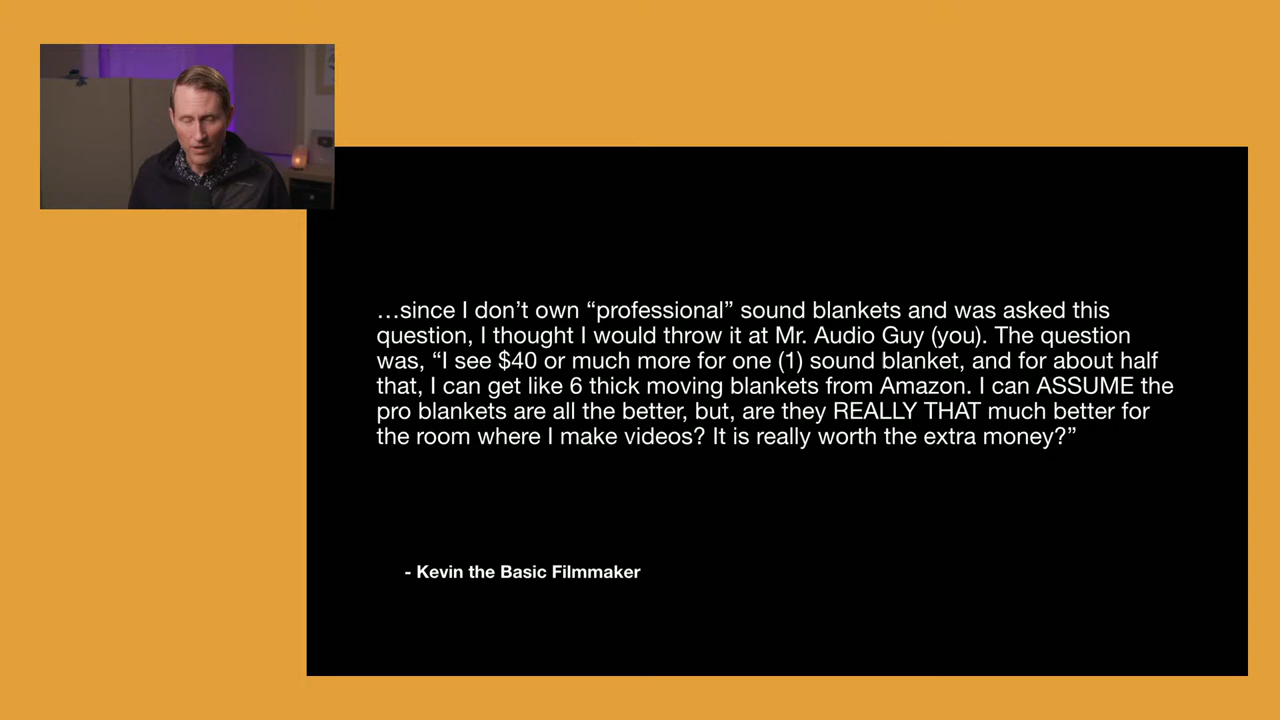 …since I don’t own “professional” sound blankets and was asked this
question, I thought I would throw it at Mr. Audio Guy (you). The question
was, “I see $40 or much more for one (1) sound blanket, and for about half
that, I can get like 6 thick moving blankets from Amazon. I can ASSUME the
pro blankets are all the better, but, are they REALLY THAT much better for
the room where I make videos? It is really worth the extra money?”
- Kevin the Basic Filmmaker